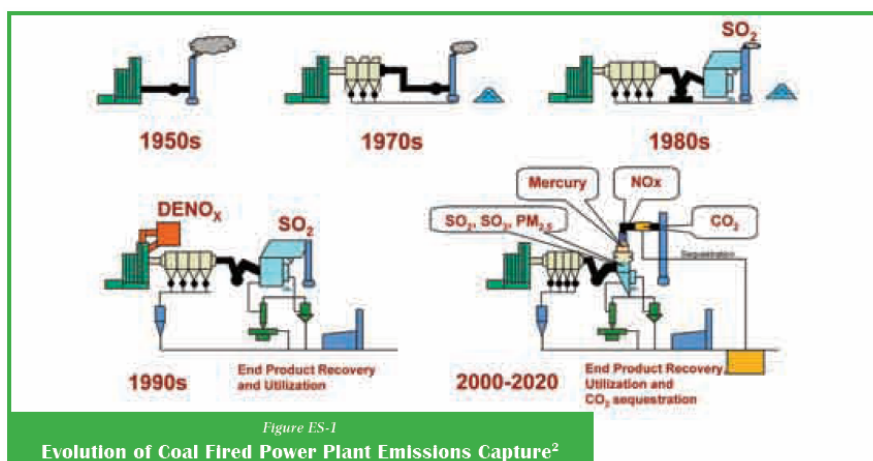 SO2
1950s
1970s
1980s
DENOX
SO2
Mercury
NOx
SO2, SO3, PM2.5
CO2
Sequestration
1990s
End Product Recovery
and Utilization
2000-2020
End Product Recovery,
Utilization and
CO2 sequestration
Figure ES-1
Evolution of Coal Fired Power Plant Emissions Capture2